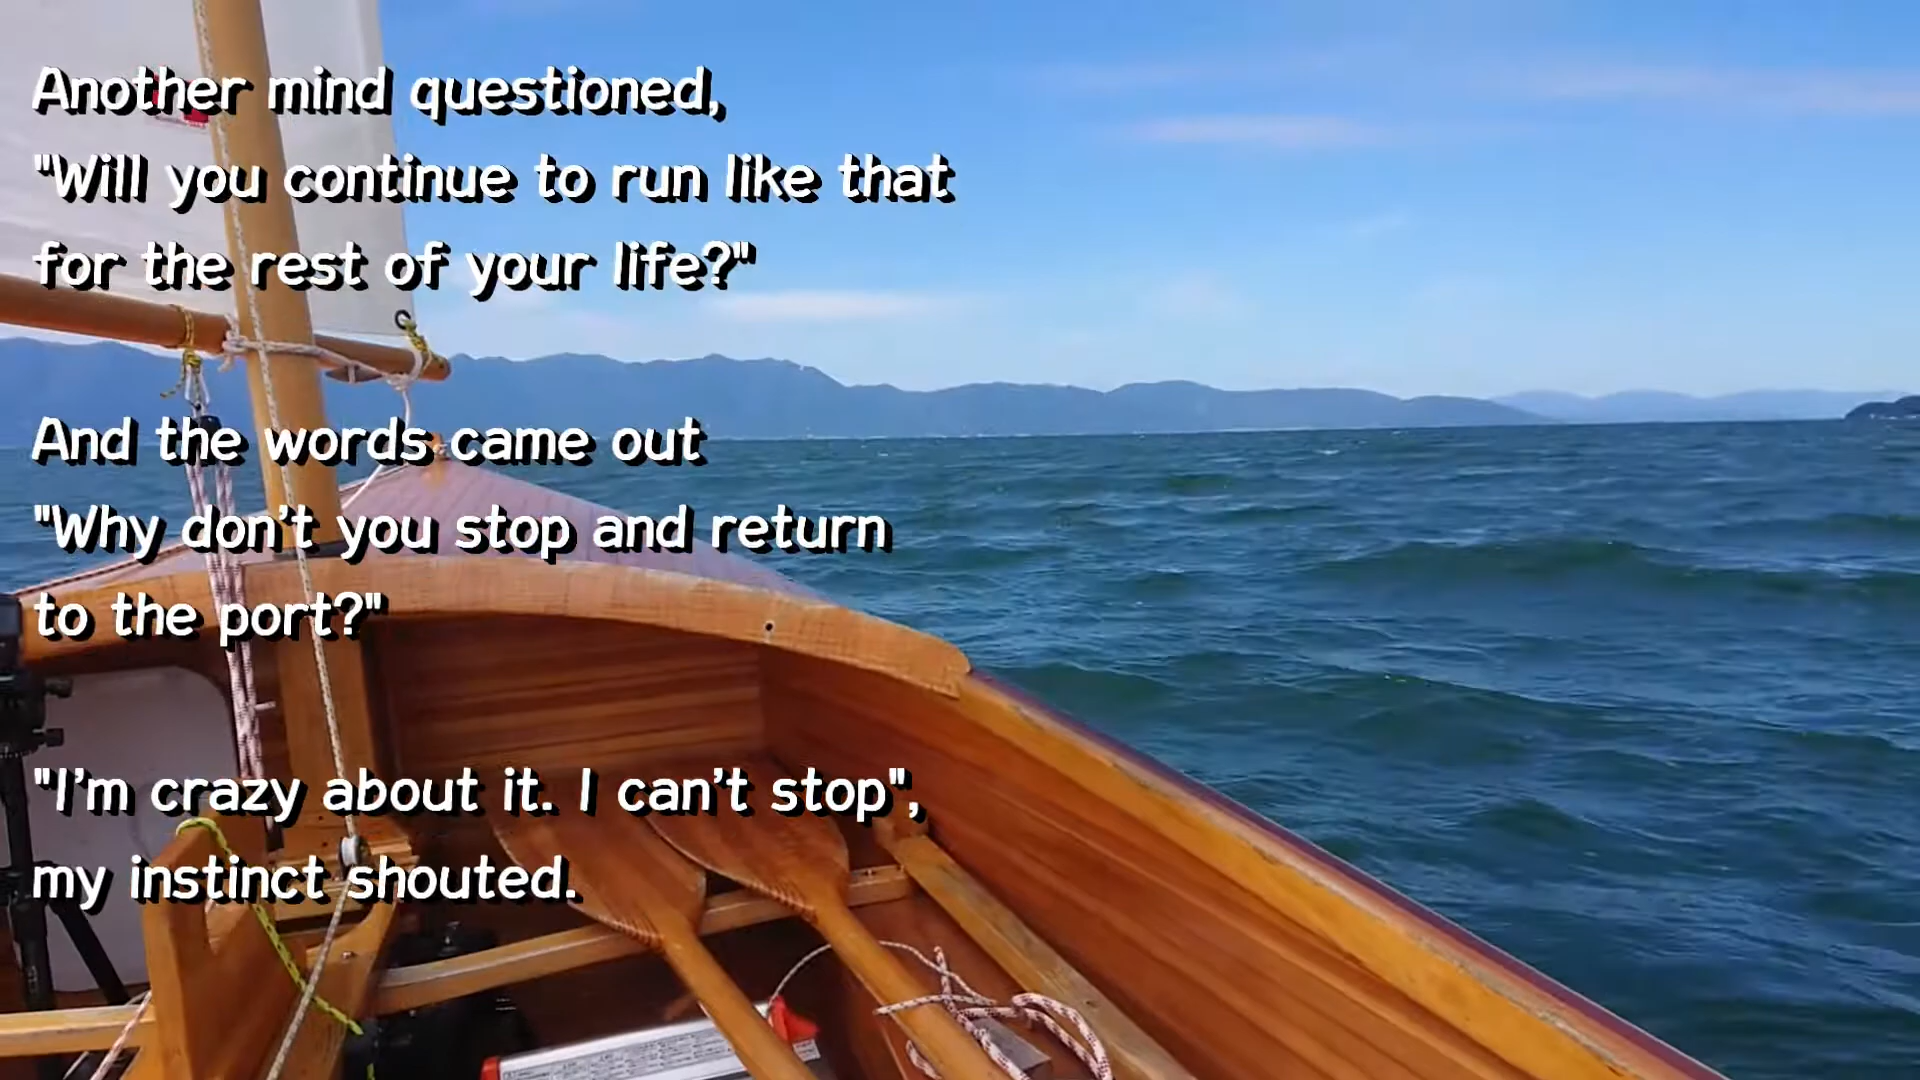 Another mind questioned,
"Will you continue to run like that
for the rest of your life?"
And the words came out
"Why don't you stop and return
to the port?"
"I'm crazy about it. I can't stop",
my instinct shouted.